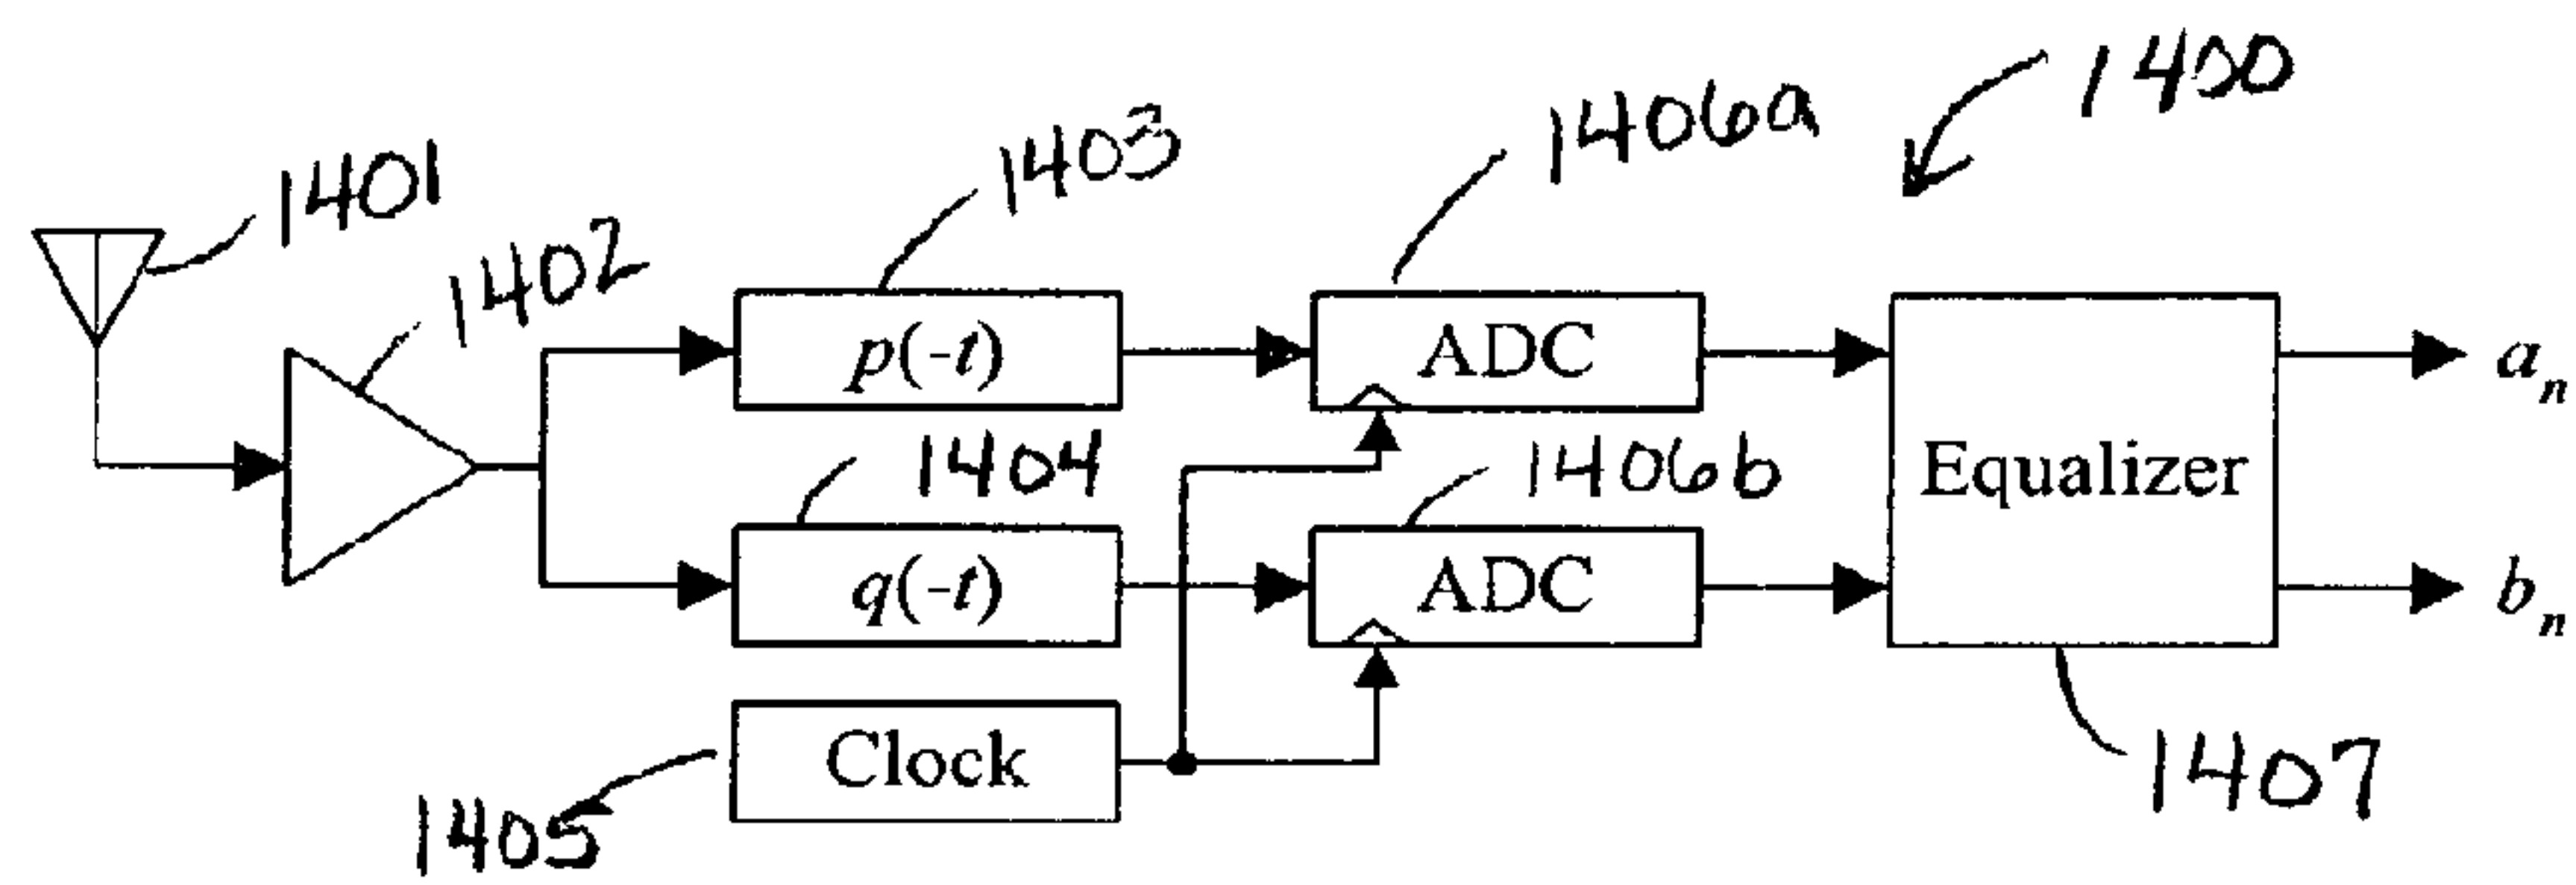 1400
1406a
1403
1401
1402
p(-t)
ADC
a_n
1404
1406b
Equalizer
q(-t)
ADC
b_n
Clock
1405
1407